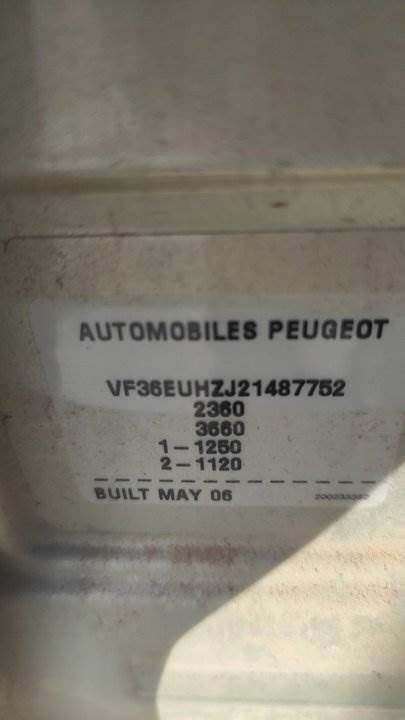 AUTOMOBILES PEUGEOT
VF36EUHZJ21487752
2360
3660
1-1250
2-1120
BUILT MAY 06